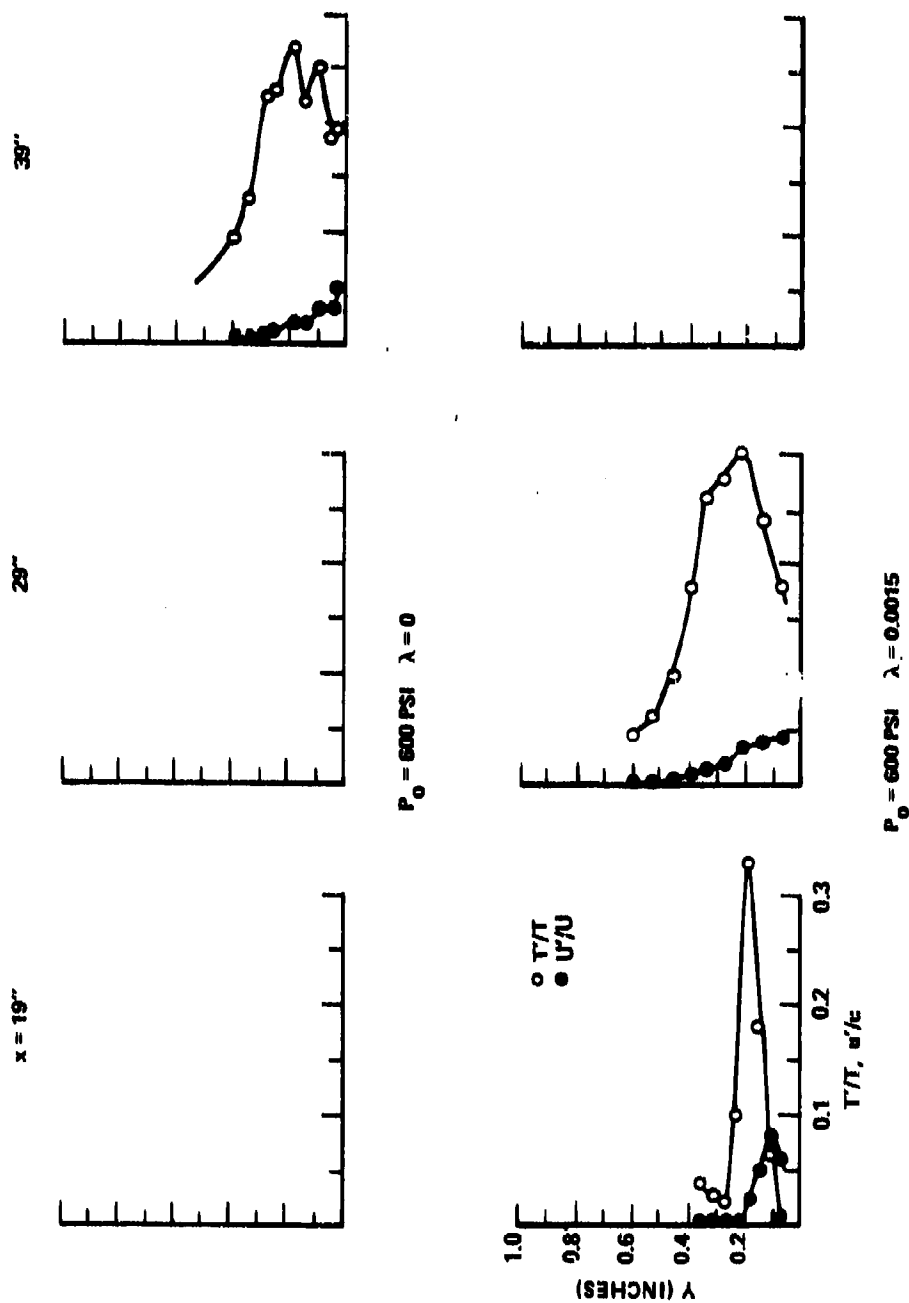 x = 19"
29"
39"
P₀ = 600 PSI λ = 0
Y (INCHES)
1.0
0.8
0.6
0.4
0.2
○ T'/T
● U'/U
0.1
0.2
0.3
T'/T, u'/u
P₀ = 600 PSI λ = 0.0015